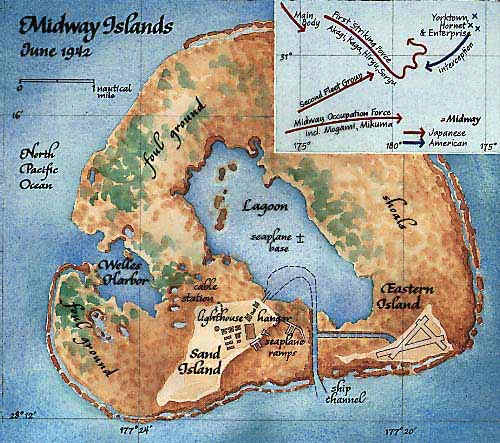 Midway Islands
June 1942
0 1
nautical
mile
16'
North
Pacific
Ocean
foul ground
Lagoon
seaplane
base
shoals
Welles
Harbor
cable
station
foul ground
lighthouse
hangar
seaplane
ramps
Sand
Island
Eastern
Island
ship
channel
28°12'
177°24'
177°20'
Main
Body
First Striking Force
Akagi, Kaga, Hiryu, Soryu
Yorktown
Hornet
& Enterprise
interception
31°
Second Fleet Group
Midway Occupation Force
incl. Mogami, Mikuma
Midway
Japanese
American
175°
180°
175°